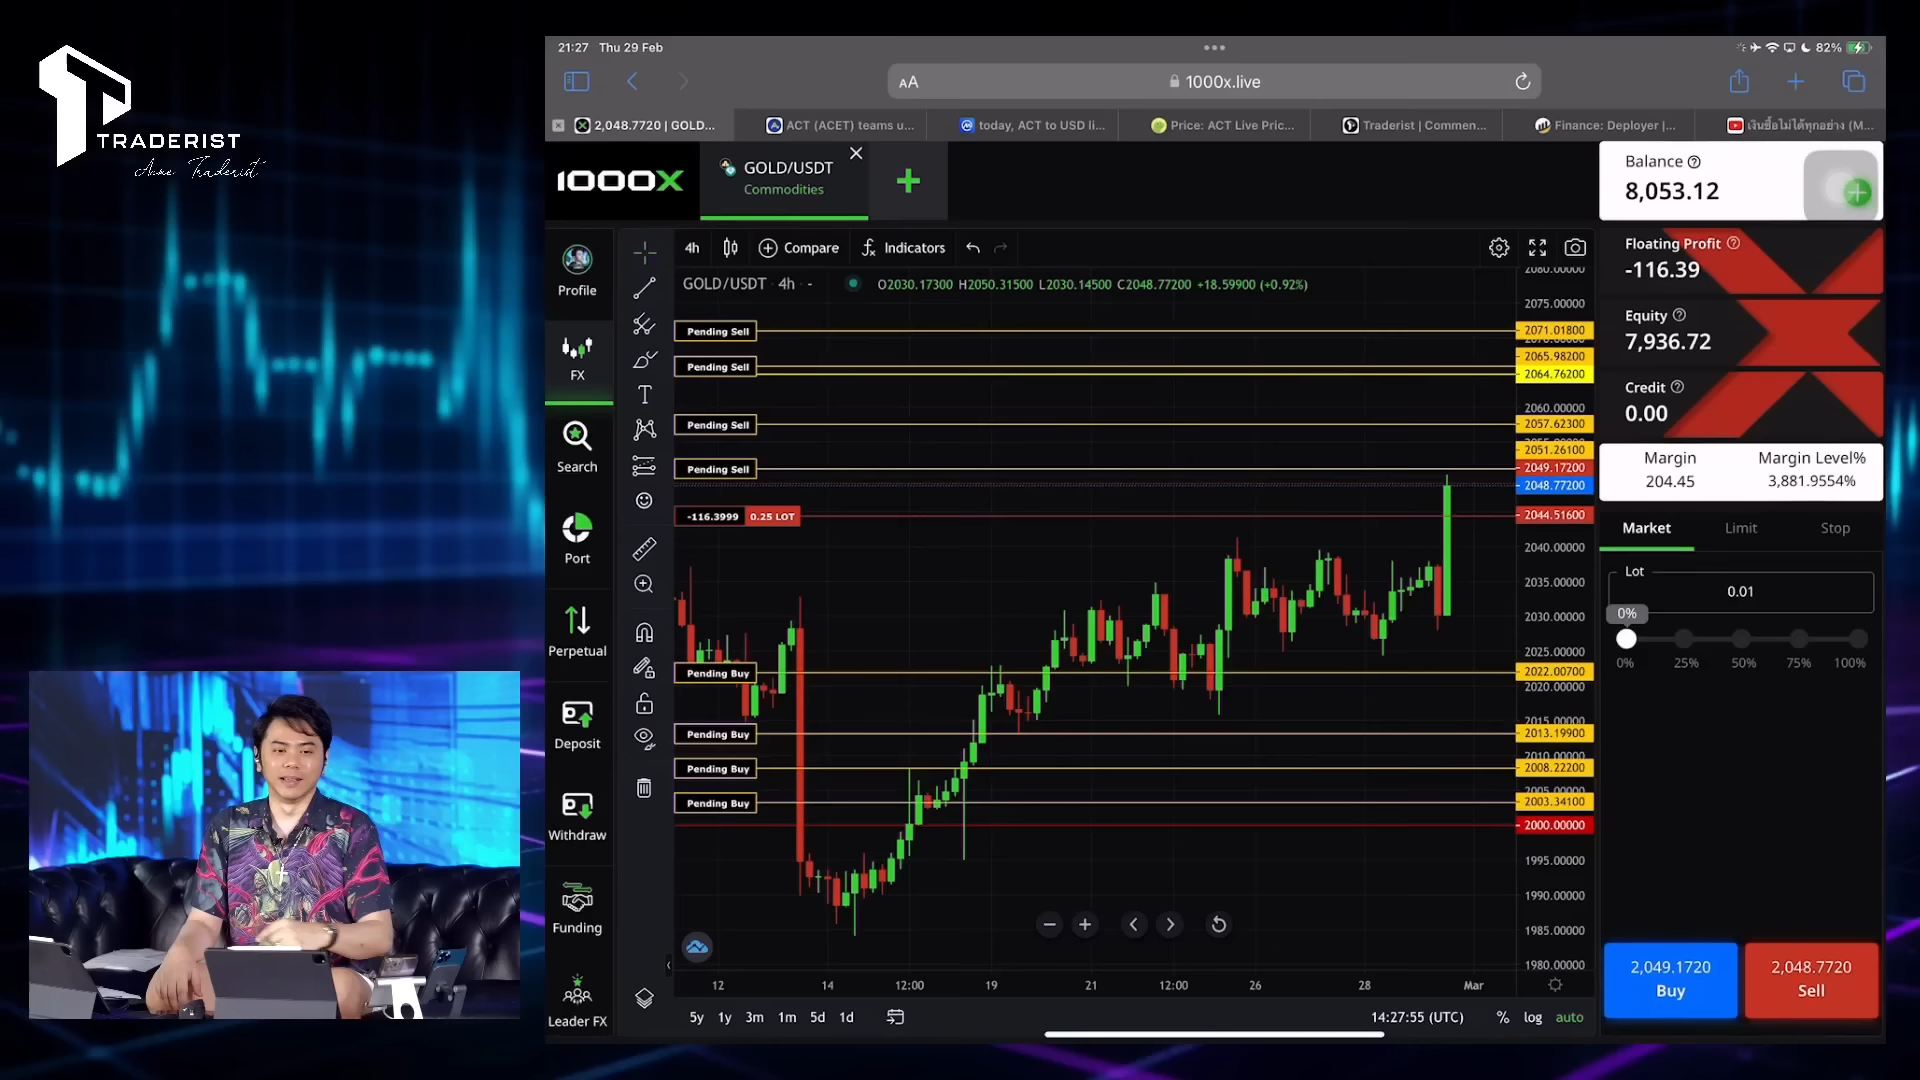 TRADERIST
Acme Traderist
21:27 Thu 29 Feb
82%
AA
1000x.live
2,048.7720 | GOLD...
ACT (ACET) teams u...
today, ACT to USD li...
Price: ACT Live Pric...
Traderist | Commen...
Finance: Deployer |...
เงินซื้อไม่ได้ทุกอย่าง (M...
1000X
GOLD/USDT
Commodities
Balance
8,053.12
Profile
FX
Search
Port
Perpetual
Deposit
Withdraw
Funding
Leader FX
4h
Compare
Indicators
GOLD/USDT 4h -
O2030.17300 H2050.31500 L2030.14500 C2048.77200 +18.59900 (+0.92%)
2080.00000
2075.00000
Pending Sell
2071.01800
2070.00000
2065.98200
Pending Sell
2064.76200
2060.00000
Pending Sell
2057.62300
2055.00000
2051.26100
Pending Sell
2049.17200
2048.77200
-116.3999 0.25 LOT
2044.51600
2040.00000
2035.00000
2030.00000
2025.00000
Pending Buy
2022.00700
2020.00000
2015.00000
Pending Buy
2013.19900
2010.00000
Pending Buy
2008.22200
2005.00000
Pending Buy
2003.34100
2000.00000
1995.00000
1990.00000
1985.00000
1980.00000
12 14 12:00 19 21 12:00 26 28 Mar
5y 1y 3m 1m 5d 1d
14:27:55 (UTC)
% log auto
Floating Profit
-116.39
Equity
7,936.72
Credit
0.00
Margin
204.45
Margin Level%
3,881.9554%
Market Limit Stop
Lot
0.01
0%
0% 25% 50% 75% 100%
2,049.1720
Buy
2,048.7720
Sell